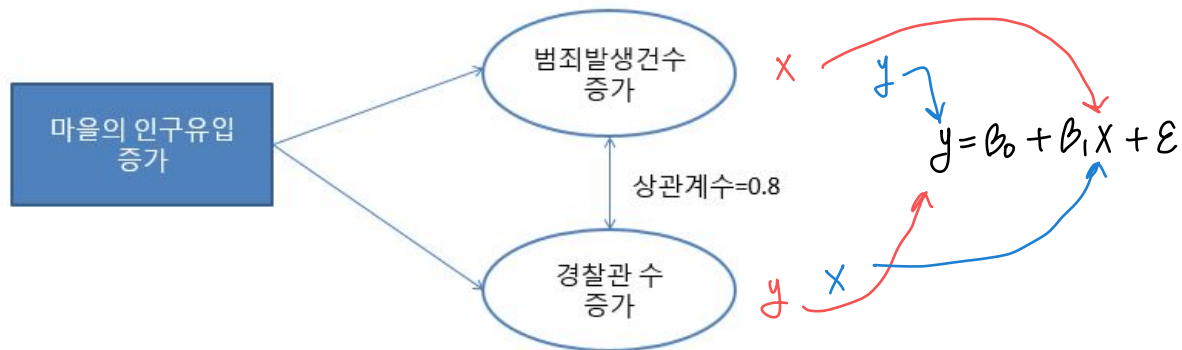 범죄발생건수
증가
마을의 인구유입
증가
상관계수=0.8
경찰관 수
증가
x
y
y = β₀ + β₁x + ε
y
x